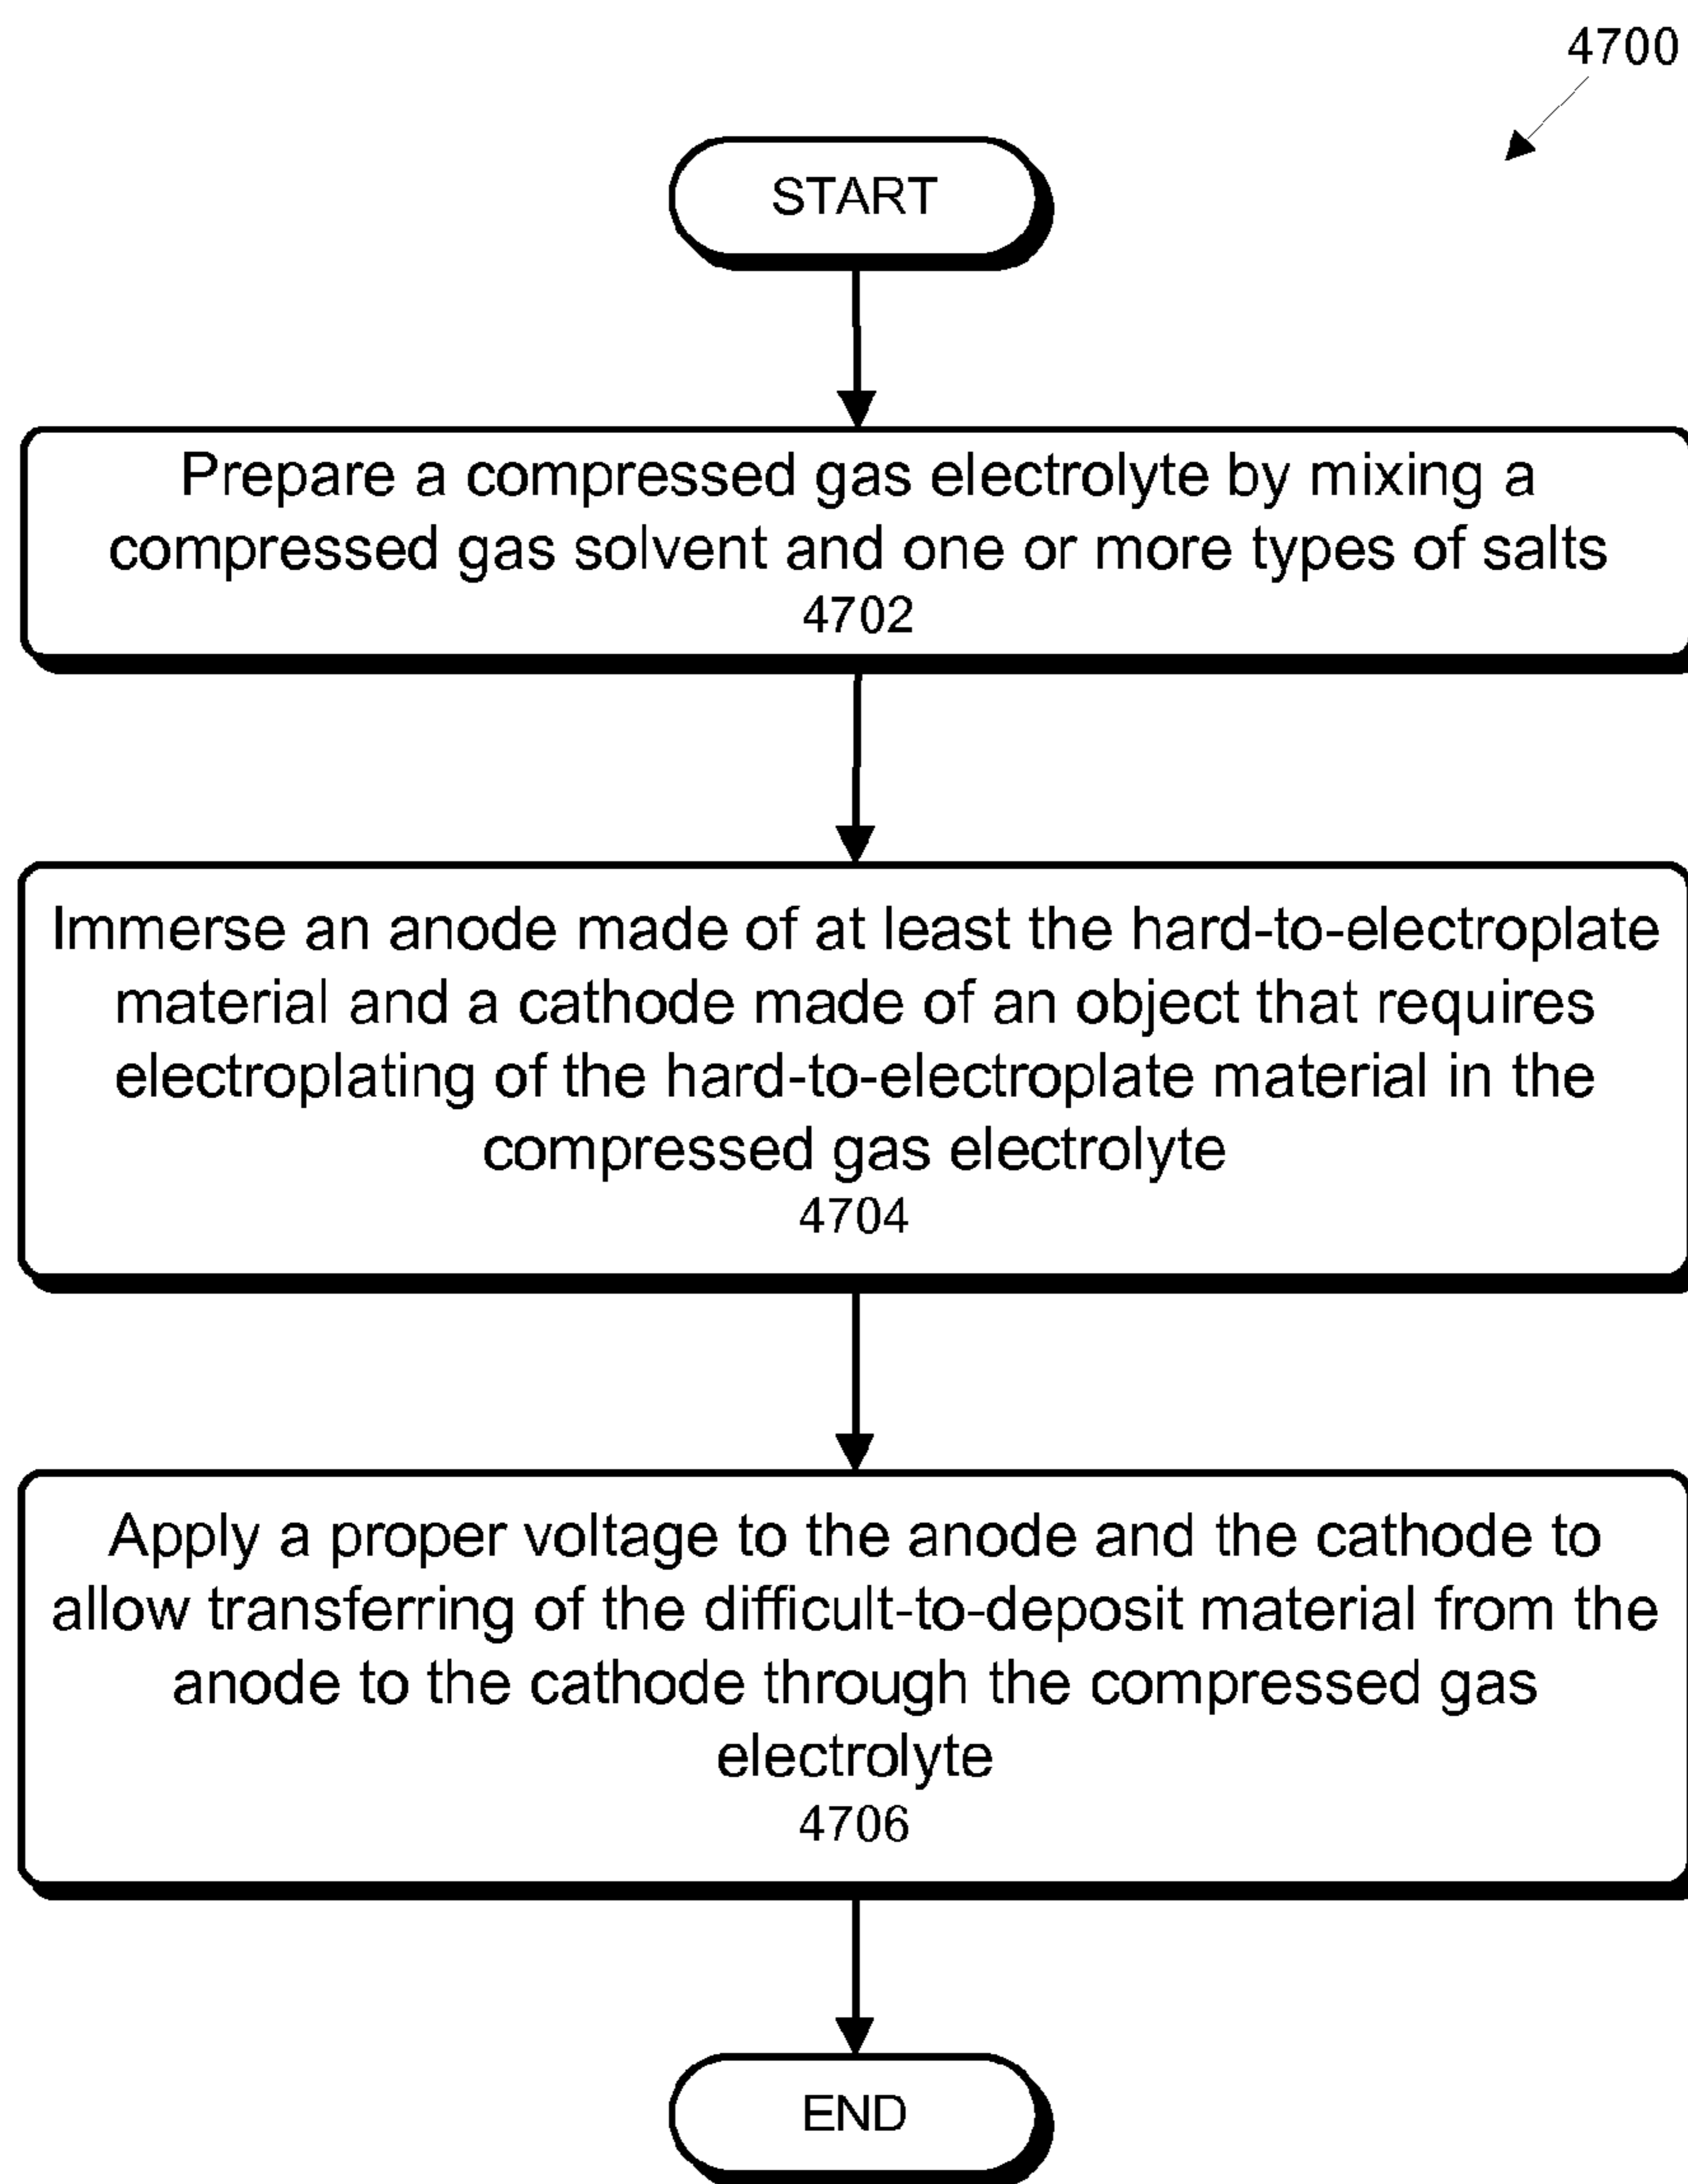 4700
START
Prepare a compressed gas electrolyte by mixing a
compressed gas solvent and one or more types of salts
4702
Immerse an anode made of at least the hard-to-electroplate
material and a cathode made of an object that requires
electroplating of the hard-to-electroplate material in the
compressed gas electrolyte
4704
Apply a proper voltage to the anode and the cathode to
allow transferring of the difficult-to-deposit material from the
anode to the cathode through the compressed gas
electrolyte
4706
END